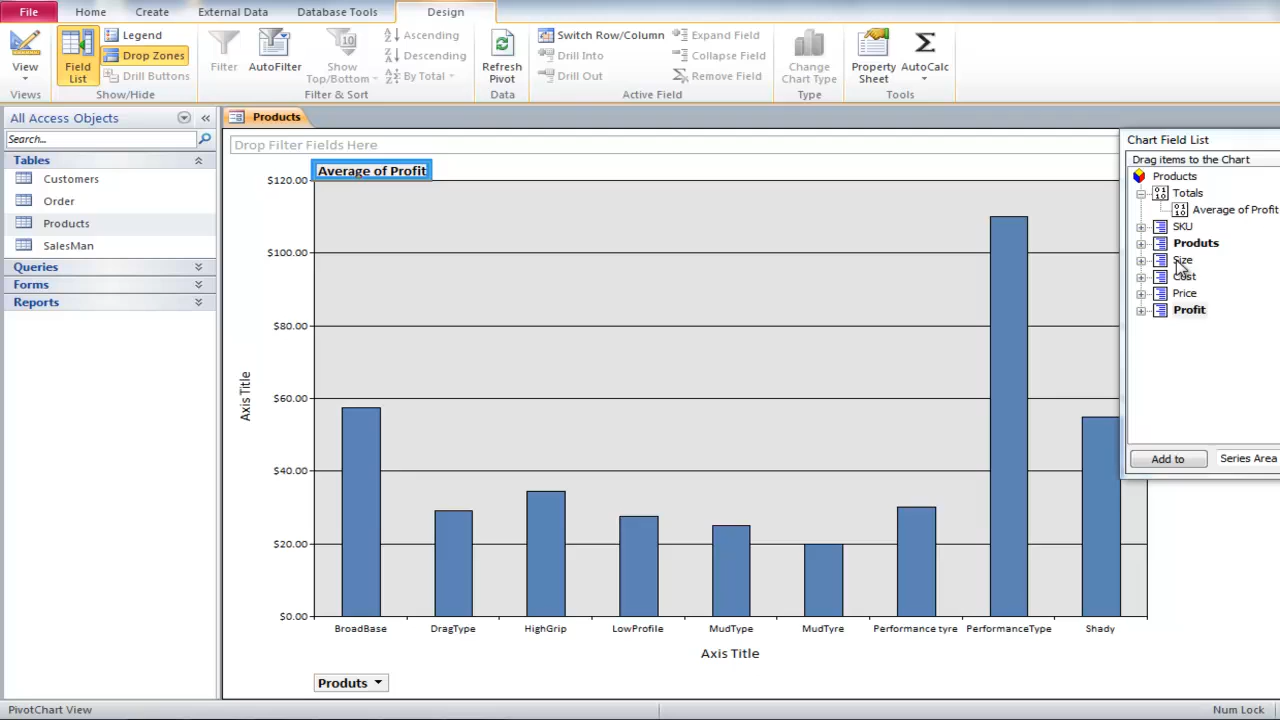 File Home Create External Data Database Tools Design
View
Views
Field List
Legend
Drop Zones
Drill Buttons
Show/Hide
Filter
AutoFilter
Show Top/Bottom
Ascending
Descending
By Total
Filter & Sort
Refresh Pivot
Data
Switch Row/Column
Drill Into
Drill Out
Expand Field
Collapse Field
Remove Field
Active Field
Change Chart Type
Type
Property Sheet
AutoCalc
Tools
All Access Objects
Search...
Tables
Customers
Order
Products
SalesMan
Queries
Forms
Reports
Products
Drop Filter Fields Here
Average of Profit
$120.00
$100.00
$80.00
$60.00
$40.00
$20.00
$0.00
Axis Title
BroadBase DragType HighGrip LowProfile MudType MudTyre Performance tyre PerformanceType Shady
Axis Title
Produts
Chart Field List
Drag items to the Chart
Products
Totals
Average of Profit
SKU
Produts
Size
Cost
Price
Profit
Add to Series Area
PivotChart View Num Lock